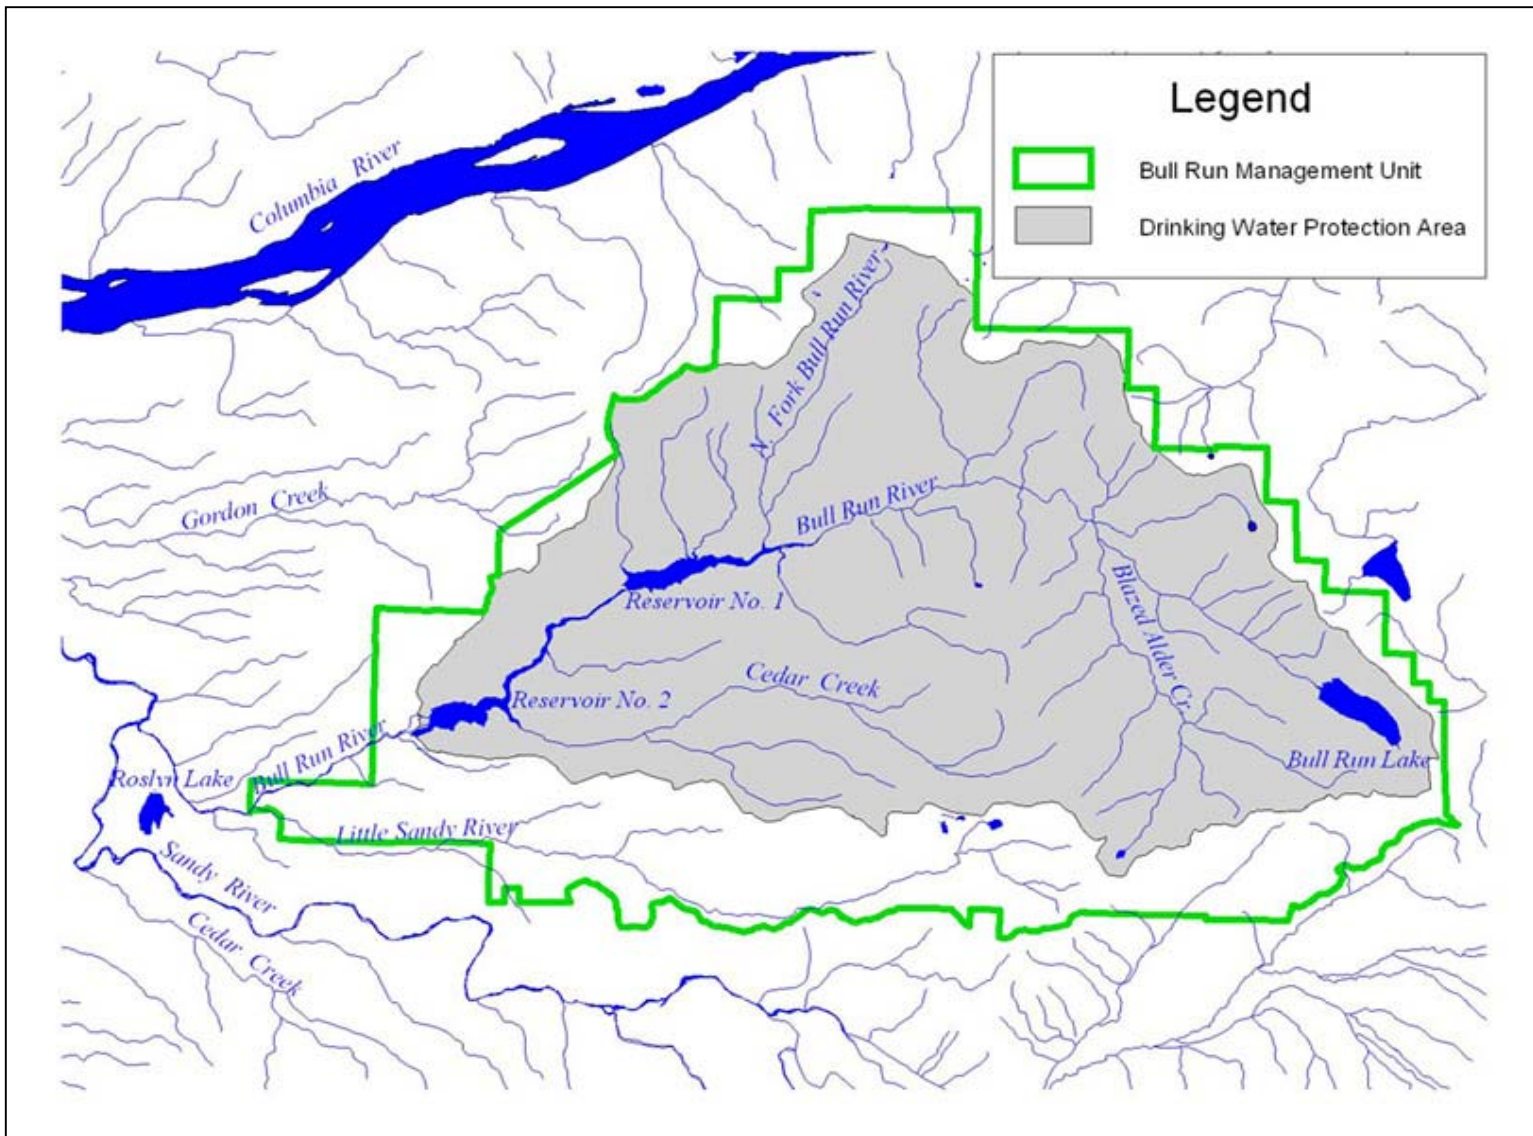 Legend
Bull Run Management Unit
Drinking Water Protection Area
Columbia River
N. Fork Bull Run River
Gordon Creek
Bull Run River
Reservoir No. 1
Blazed Alder Cr.
Cedar Creek
Reservoir No. 2
Bull Run River
Bull Run Lake
Roslyn Lake
Little Sandy River
Sandy River
Cedar Creek